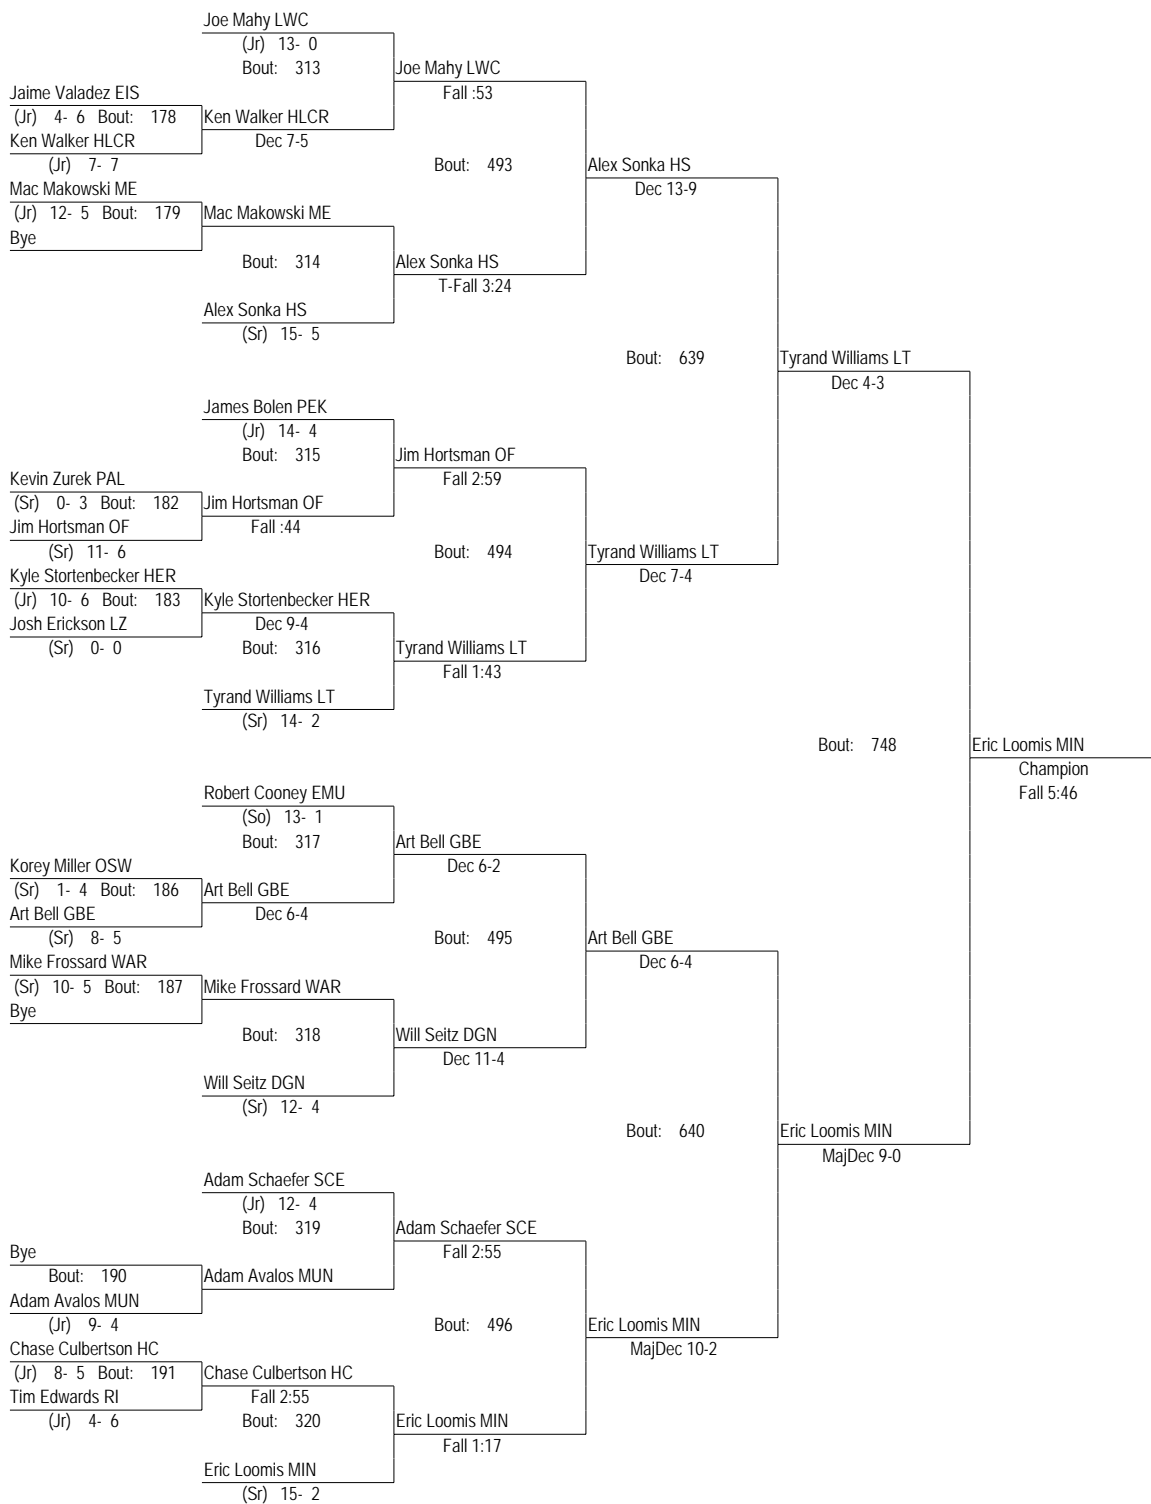 Joe Mahy LWC
(Jr) 13- 0
Bout: 313
Joe Mahy LWC
Fall :53
Jaime Valadez EIS
(Jr) 4- 6 Bout: 178
Ken Walker HLCR
Dec 7-5
Ken Walker HLCR
(Jr) 7- 7
Bout: 493
Alex Sonka HS
Dec 13-9
Mac Makowski ME
(Jr) 12- 5 Bout: 179
Mac Makowski ME
Bye
Bout: 314
Alex Sonka HS
T-Fall 3:24
Alex Sonka HS
(Sr) 15- 5
Bout: 639
Tyrand Williams LT
Dec 4-3
James Bolen PEK
(Jr) 14- 4
Bout: 315
Jim Hortsman OF
Fall 2:59
Kevin Zurek PAL
(Sr) 0- 3 Bout: 182
Jim Hortsman OF
Fall :44
Jim Hortsman OF
(Sr) 11- 6
Bout: 494
Tyrand Williams LT
Dec 7-4
Kyle Stortenbecker HER
(Jr) 10- 6 Bout: 183
Kyle Stortenbecker HER
Dec 9-4
Josh Erickson LZ
(Sr) 0- 0
Bout: 316
Tyrand Williams LT
Fall 1:43
Tyrand Williams LT
(Sr) 14- 2
Bout: 748
Eric Loomis MIN
Champion
Fall 5:46
Robert Cooney EMU
(So) 13- 1
Bout: 317
Art Bell GBE
Dec 6-2
Korey Miller OSW
(Sr) 1- 4 Bout: 186
Art Bell GBE
Dec 6-4
Art Bell GBE
(Sr) 8- 5
Bout: 495
Art Bell GBE
Dec 6-4
Mike Frossard WAR
(Sr) 10- 5 Bout: 187
Mike Frossard WAR
Bye
Bout: 318
Will Seitz DGN
Dec 11-4
Will Seitz DGN
(Sr) 12- 4
Bout: 640
Eric Loomis MIN
MajDec 9-0
Adam Schaefer SCE
(Jr) 12- 4
Bout: 319
Adam Schaefer SCE
Fall 2:55
Bye
Bout: 190
Adam Avalos MUN
Adam Avalos MUN
(Jr) 9- 4
Bout: 496
Eric Loomis MIN
MajDec 10-2
Chase Culbertson HC
(Jr) 8- 5 Bout: 191
Chase Culbertson HC
Fall 2:55
Tim Edwards RI
(Jr) 4- 6
Bout: 320
Eric Loomis MIN
Fall 1:17
Eric Loomis MIN
(Sr) 15- 2